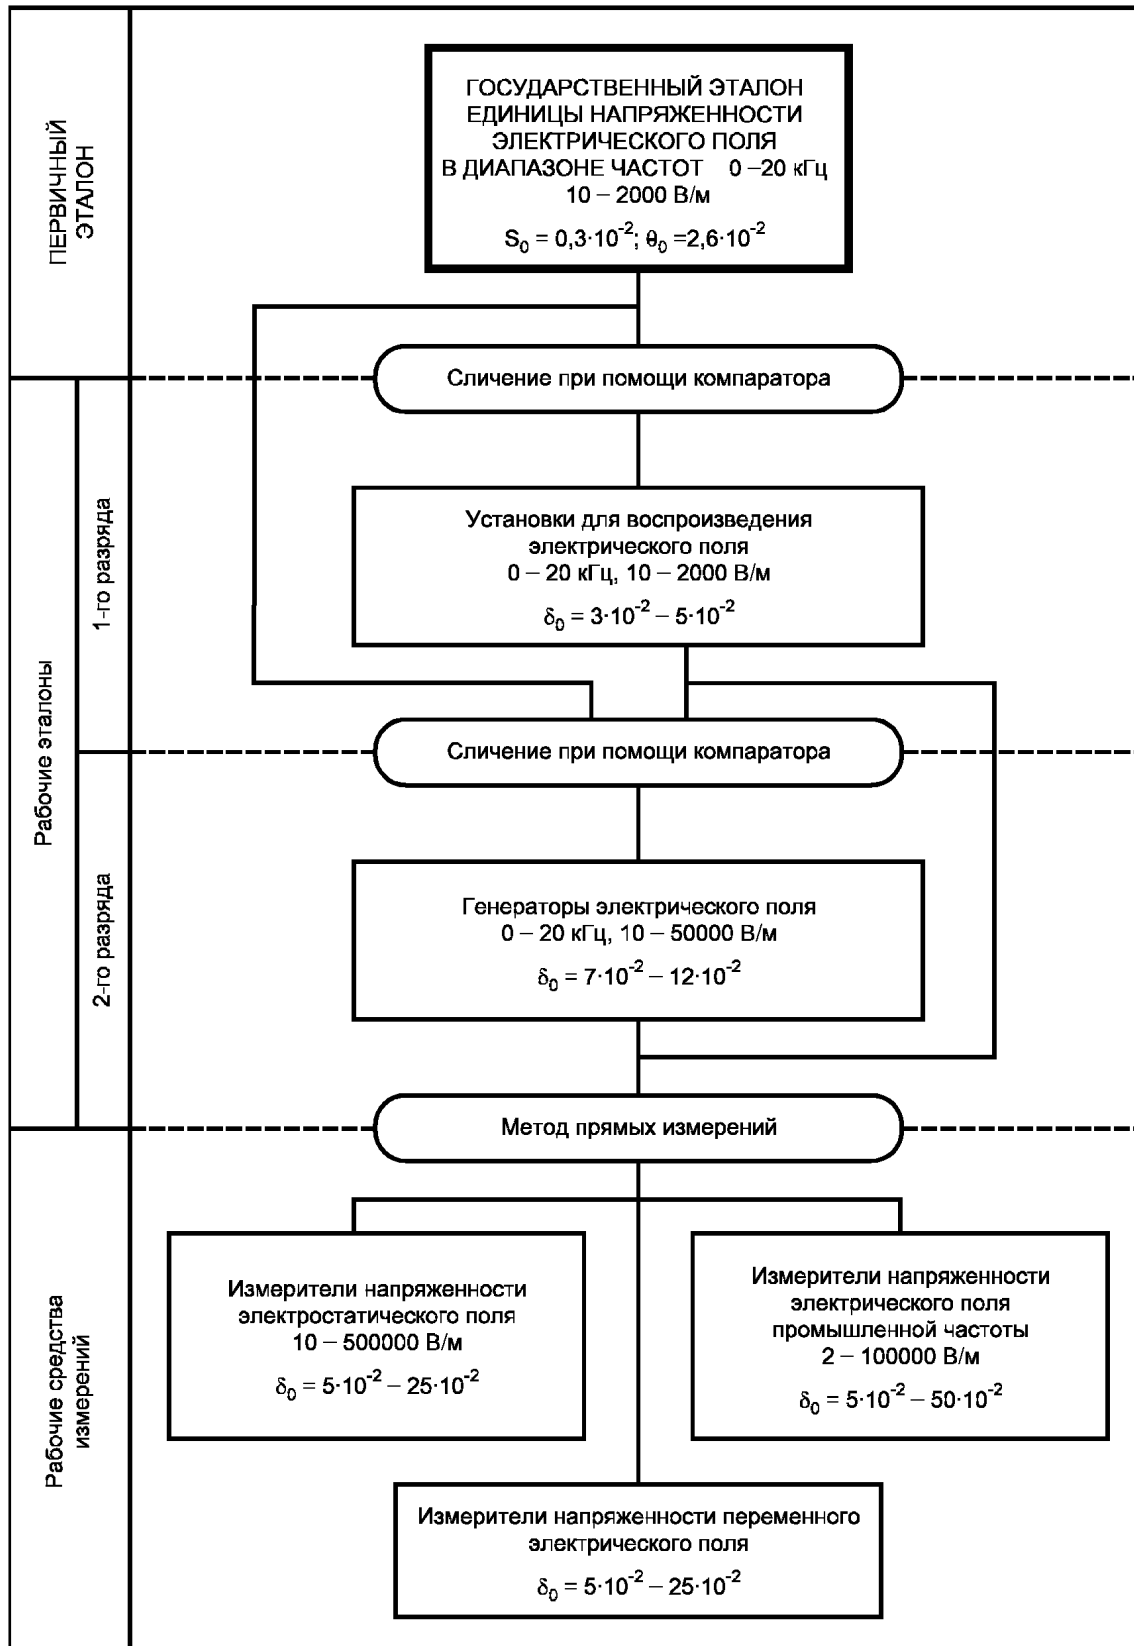 ПЕРВИЧНЫЙ
ЭТАЛОН
ГОСУДАРСТВЕННЫЙ ЭТАЛОН
ЕДИНИЦЫ НАПРЯЖЕННОСТИ
ЭЛЕКТРИЧЕСКОГО ПОЛЯ
В ДИАПАЗОНЕ ЧАСТОТ 0 –20 кГц
10 – 2000 В/м
S₀ = 0,3·10⁻²; θ₀ =2,6·10⁻²
Сличение при помощи компаратора
Рабочие эталоны
1-го разряда
Установки для воспроизведения
электрического поля
0 – 20 кГц, 10 – 2000 В/м
δ₀ = 3·10⁻² – 5·10⁻²
Сличение при помощи компаратора
2-го разряда
Генераторы электрического поля
0 – 20 кГц, 10 – 50000 В/м
δ₀ = 7·10⁻² – 12·10⁻²
Метод прямых измерений
Рабочие средства
измерений
Измерители напряженности
электростатического поля
10 – 500000 В/м
δ₀ = 5·10⁻² – 25·10⁻²
Измерители напряженности
электрического поля
промышленной частоты
2 – 100000 В/м
δ₀ = 5·10⁻² – 50·10⁻²
Измерители напряженности переменного
электрического поля
δ₀ = 5·10⁻² – 25·10⁻²